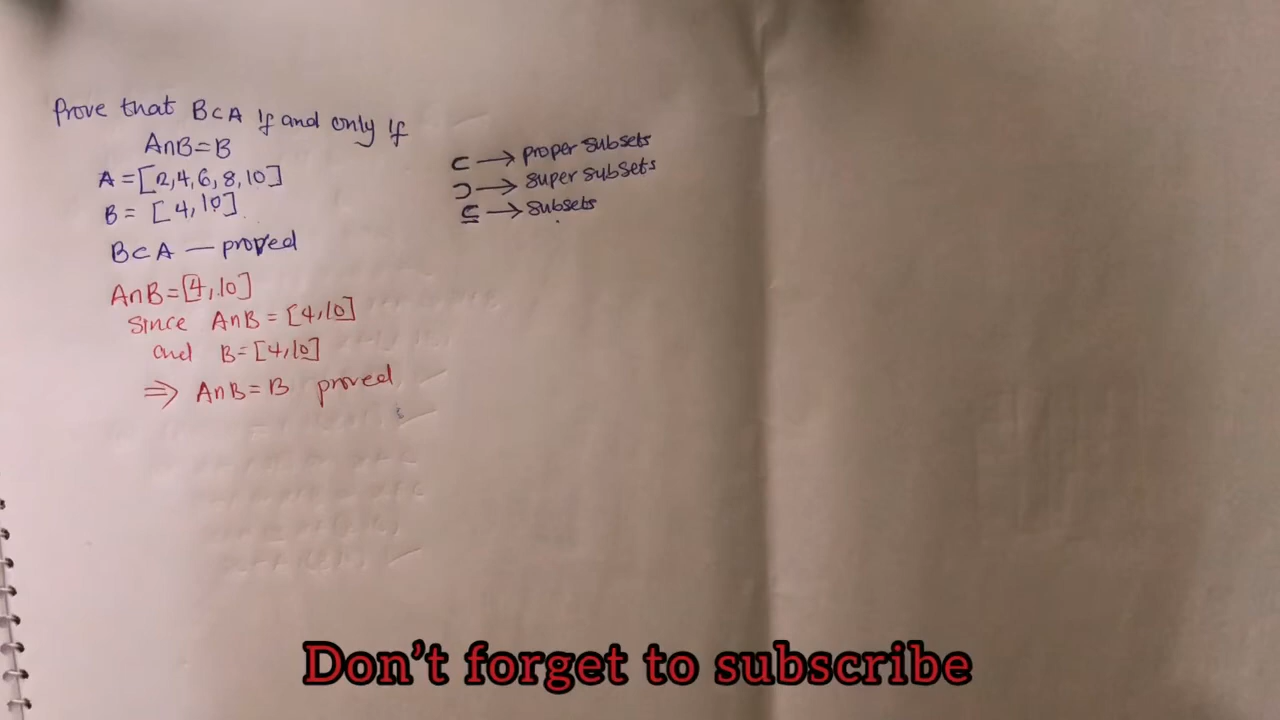 Prove that B⊂A If and only if
A∩B=B
A=[2,4,6,8,10]
B= [4,10]
B⊂A — proved
A∩B=[4,10]
Since A∩B = [4,10]
and B=[4,10]
⇒ A∩B=B proved
⊂ → proper subsets
⊃ → super subsets
⊆ → subsets
Don't forget to subscribe